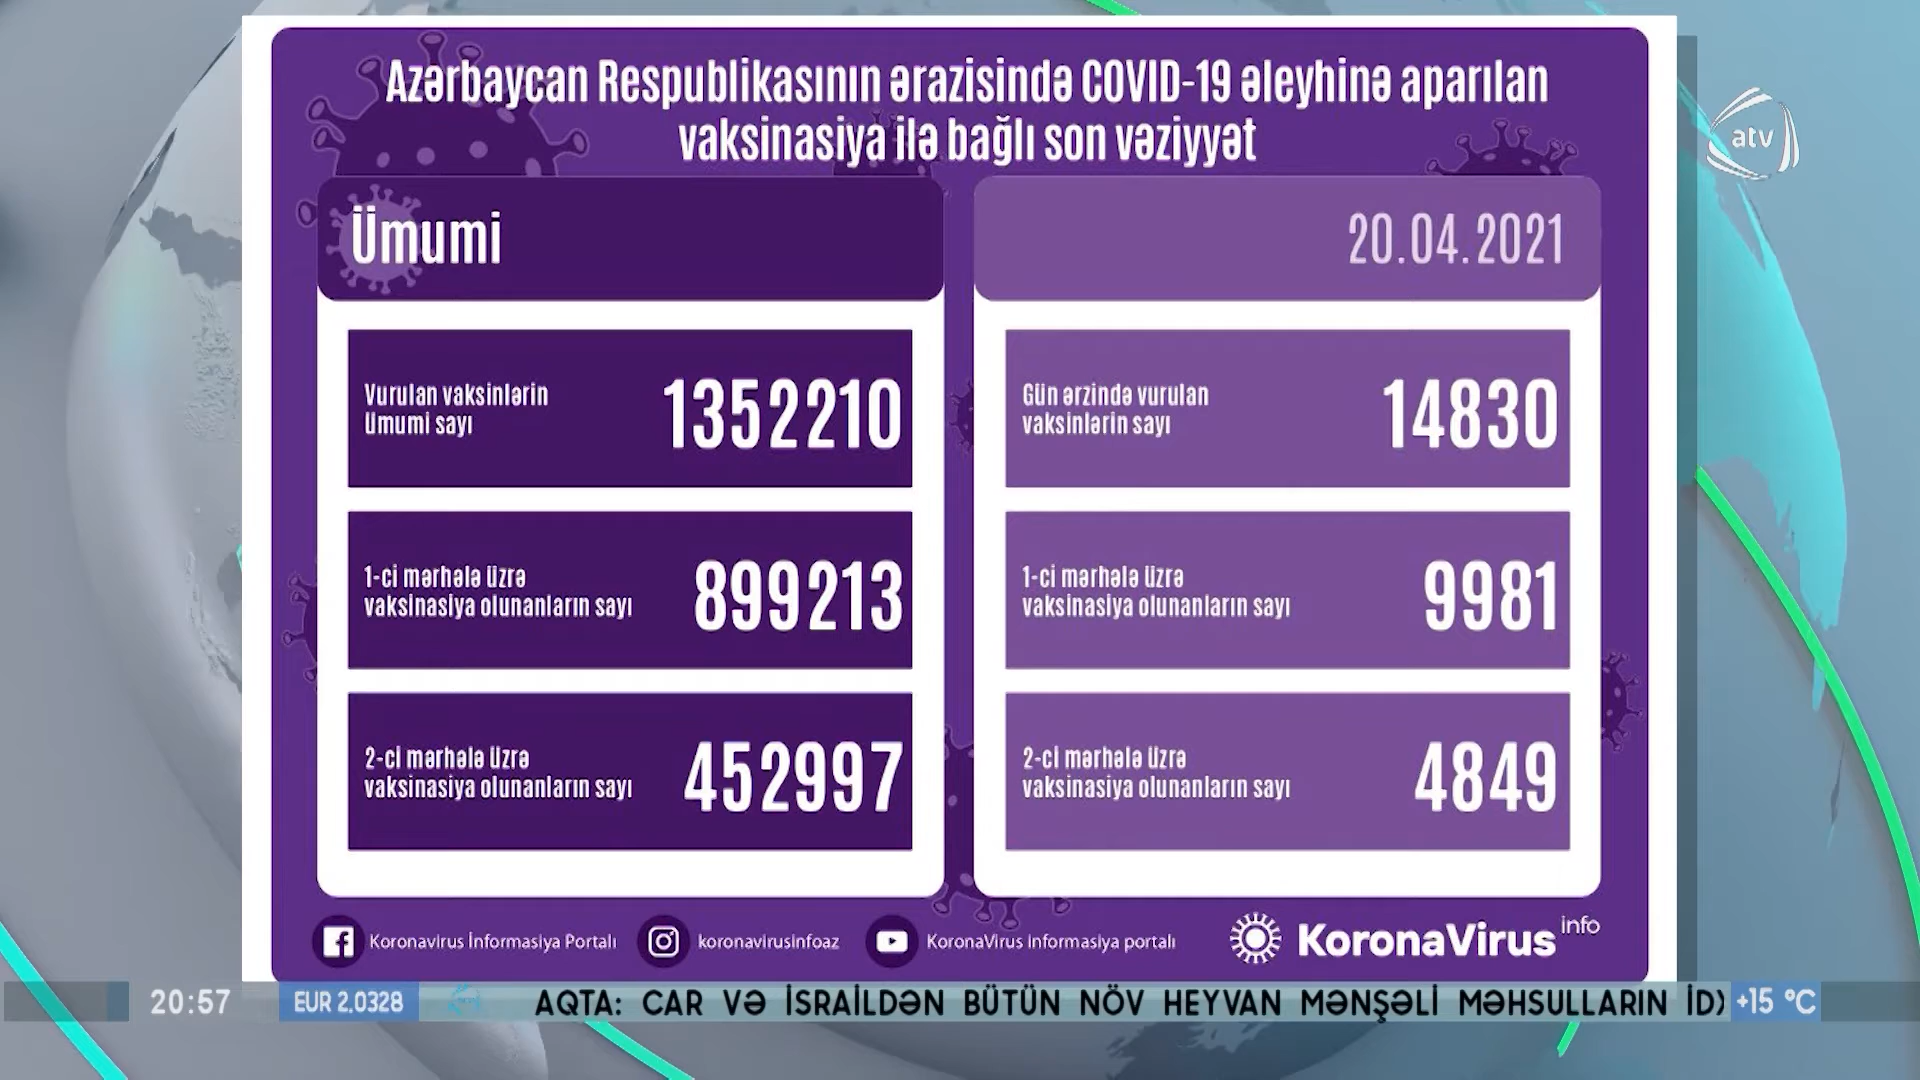 Azərbaycan Respublikasının ərazisində COVID-19 əleyhinə aparılan
vaksinasiya ilə bağlı son vəziyyət
atv
Ümumi
20.04.2021
Vurulan vaksinlərin
Ümumi sayı
1352210
1-ci mərhələ üzrə
vaksinasiya olunanların sayı
899213
2-ci mərhələ üzrə
vaksinasiya olunanların sayı
452997
Gün ərzində vurulan
vaksinlərin sayı
14830
1-ci mərhələ üzrə
vaksinasiya olunanların sayı
9981
2-ci mərhələ üzrə
vaksinasiya olunanların sayı
4849
Koronavirus İnformasiya Portalı
koronavirusinfoaz
KoronaVirus informasiya portalı
KoronaVirus info
20:57
EUR 2,0328
AQTA: CAR VƏ İSRAİLDƏN BÜTÜN NÖV HEYVAN MƏNŞƏLİ MƏHSULLARIN
+15 °C